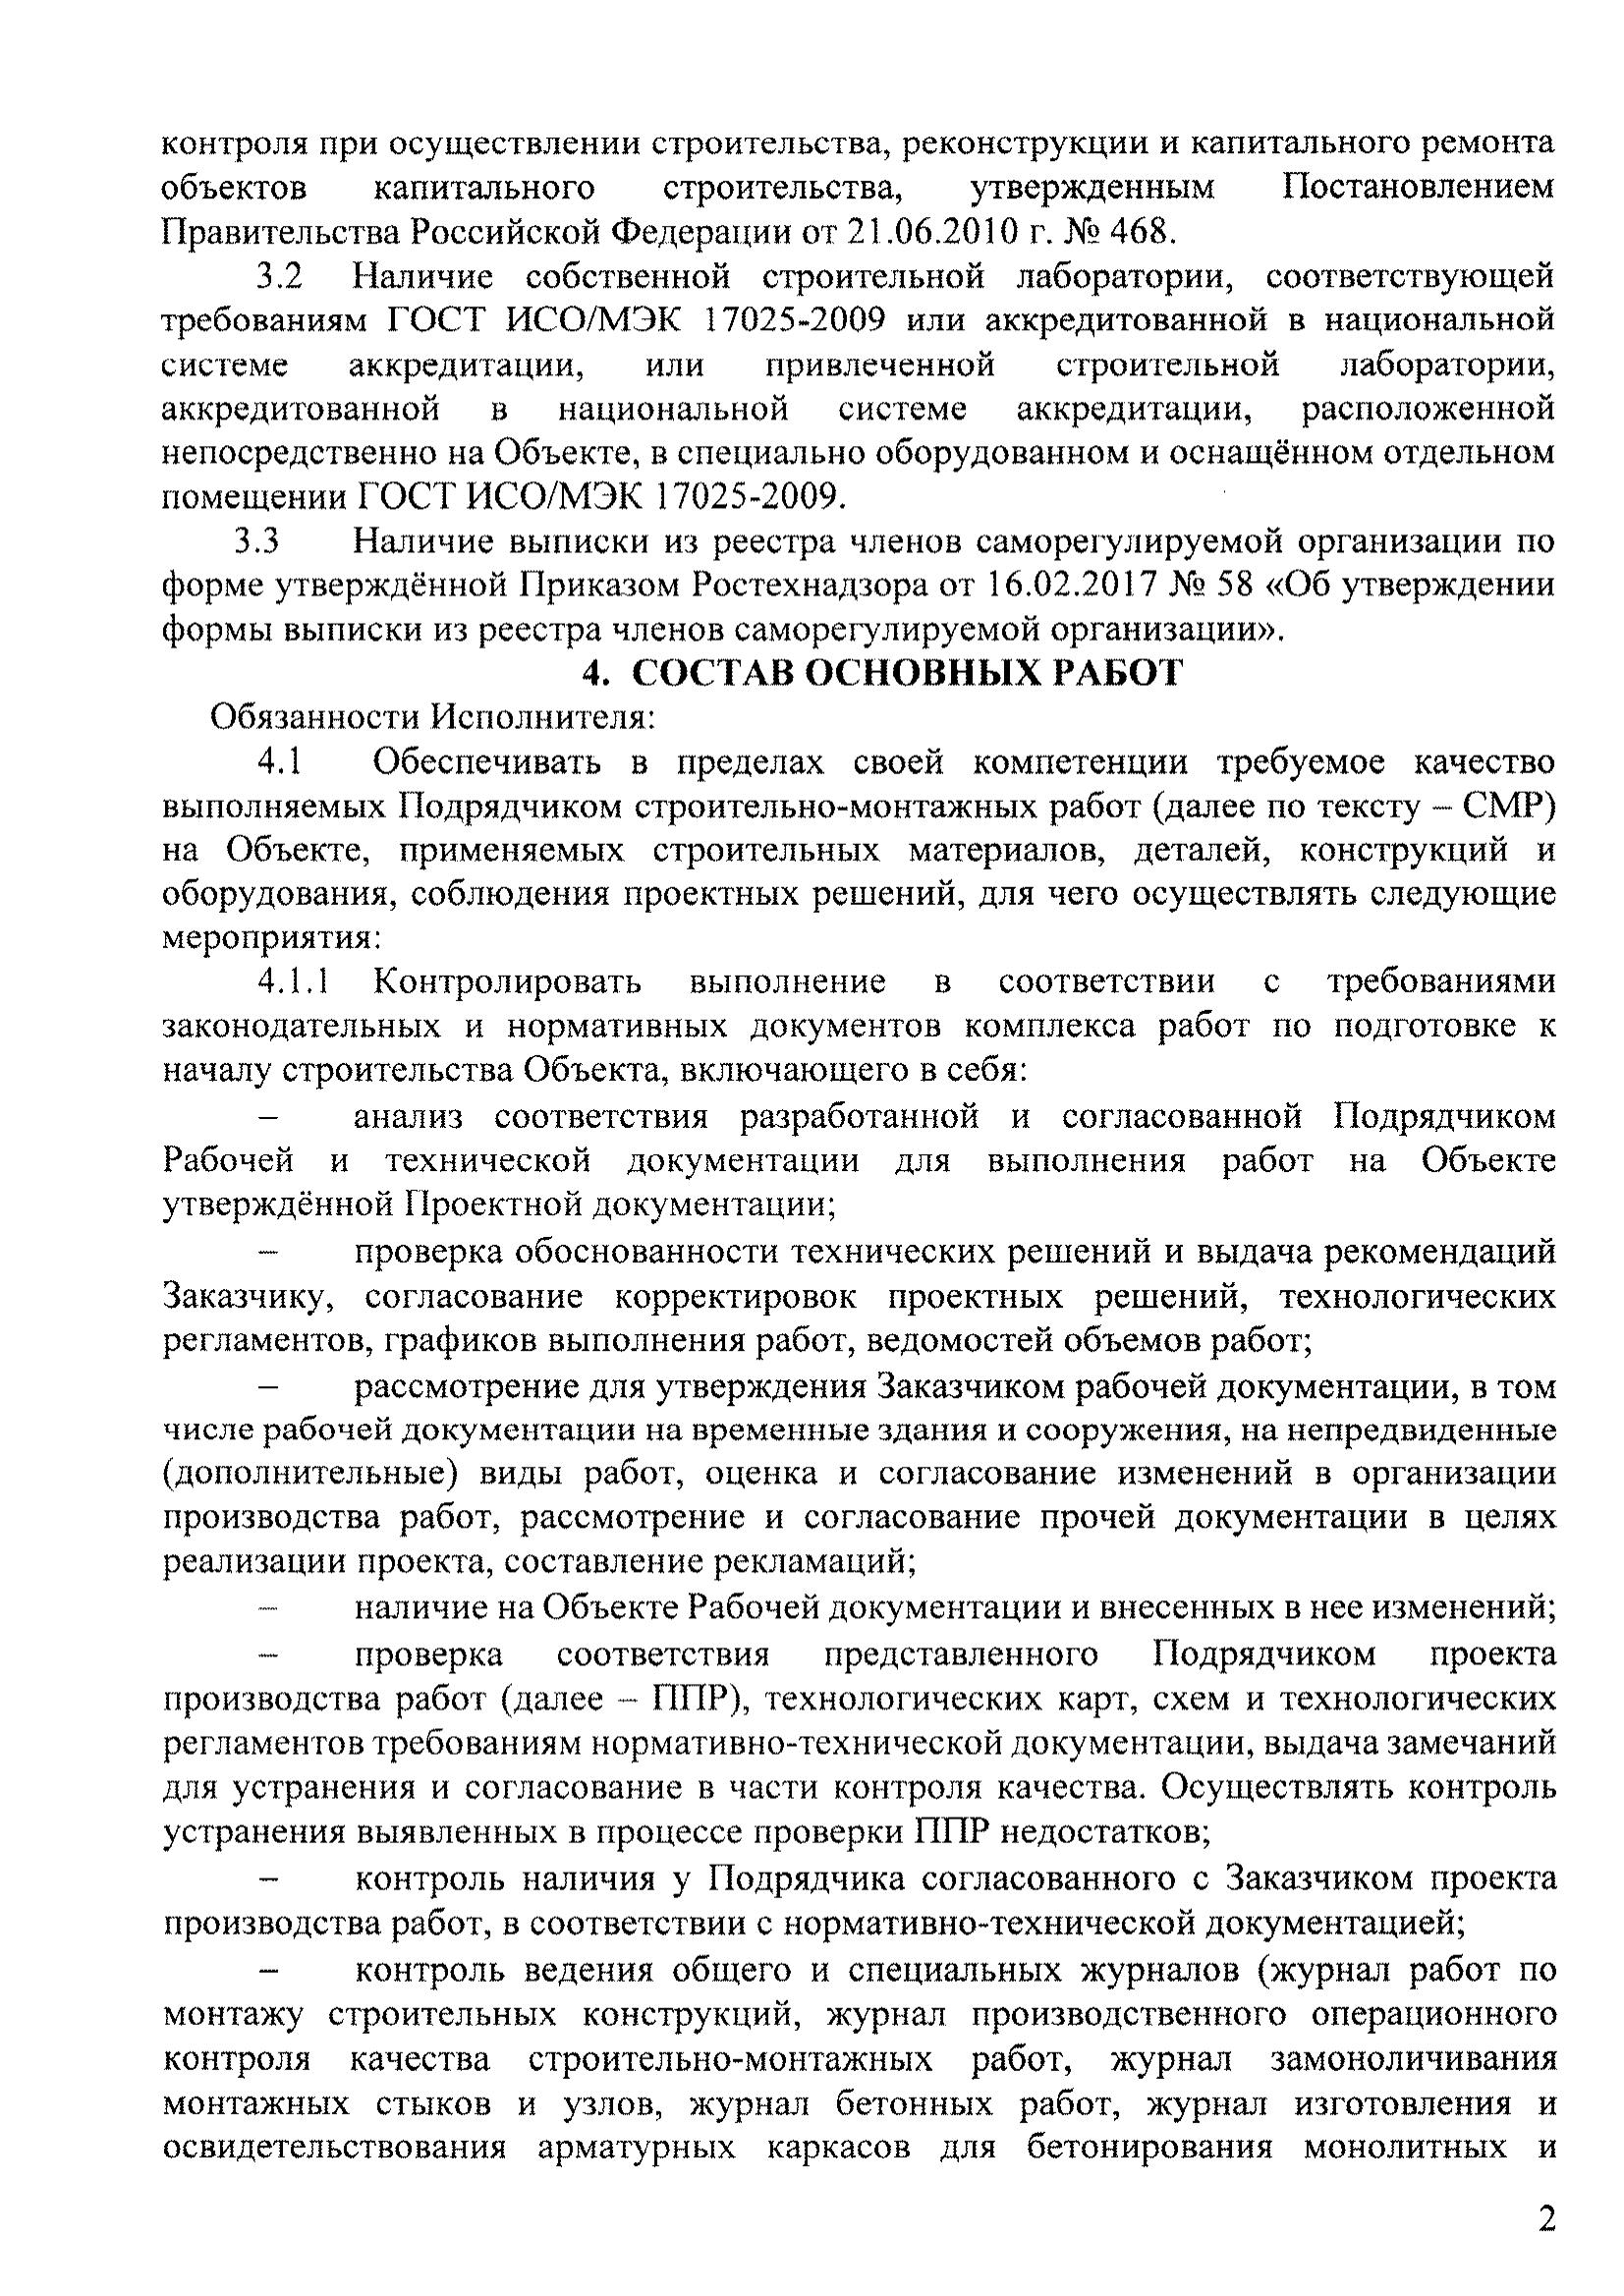 контроля при осуществлении строительства, реконструкции и капитального ремонта
объектов капитального строительства, утвержденным Постановлением
Правительства Российской Федерации от 21.06.2010 г. № 468.
3.2 Наличие собственной строительной лаборатории, соответствующей
требованиям ГОСТ ИСО/МЭК 17025-2009 или аккредитованной в национальной
системе аккредитации, или привлеченной строительной лаборатории,
аккредитованной в национальной системе аккредитации, расположенной
непосредственно на Объекте, в специально оборудованном и оснащённом отдельном
помещении ГОСТ ИСО/МЭК 17025-2009.
3.3 Наличие выписки из реестра членов саморегулируемой организации по
форме утверждённой Приказом Ростехнадзора от 16.02.2017 № 58 «Об утверждении
формы выписки из реестра членов саморегулируемой организации».
4. СОСТАВ ОСНОВНЫХ РАБОТ
Обязанности Исполнителя:
4.1 Обеспечивать в пределах своей компетенции требуемое качество
выполняемых Подрядчиком строительно-монтажных работ (далее по тексту – СМР)
на Объекте, применяемых строительных материалов, деталей, конструкций и
оборудования, соблюдения проектных решений, для чего осуществлять следующие
мероприятия:
4.1.1 Контролировать выполнение в соответствии с требованиями
законодательных и нормативных документов комплекса работ по подготовке к
началу строительства Объекта, включающего в себя:
– анализ соответствия разработанной и согласованной Подрядчиком
Рабочей и технической документации для выполнения работ на Объекте
утверждённой Проектной документации;
– проверка обоснованности технических решений и выдача рекомендаций
Заказчику, согласование корректировок проектных решений, технологических
регламентов, графиков выполнения работ, ведомостей объемов работ;
– рассмотрение для утверждения Заказчиком рабочей документации, в том
числе рабочей документации на временные здания и сооружения, на непредвиденные
(дополнительные) виды работ, оценка и согласование изменений в организации
производства работ, рассмотрение и согласование прочей документации в целях
реализации проекта, составление рекламаций;
– наличие на Объекте Рабочей документации и внесенных в нее изменений;
– проверка соответствия представленного Подрядчиком проекта
производства работ (далее – ППР), технологических карт, схем и технологических
регламентов требованиям нормативно-технической документации, выдача замечаний
для устранения и согласование в части контроля качества. Осуществлять контроль
устранения выявленных в процессе проверки ППР недостатков;
– контроль наличия у Подрядчика согласованного с Заказчиком проекта
производства работ, в соответствии с нормативно-технической документацией;
– контроль ведения общего и специальных журналов (журнал работ по
монтажу строительных конструкций, журнал производственного операционного
контроля качества строительно-монтажных работ, журнал замоноличивания
монтажных стыков и узлов, журнал бетонных работ, журнал изготовления и
освидетельствования арматурных каркасов для бетонирования монолитных и
2